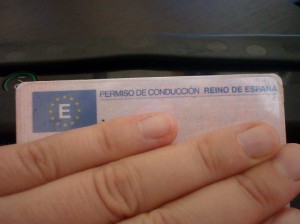 E
PERMISO DE CONDUCCIÓN REINO DE ESPAÑA